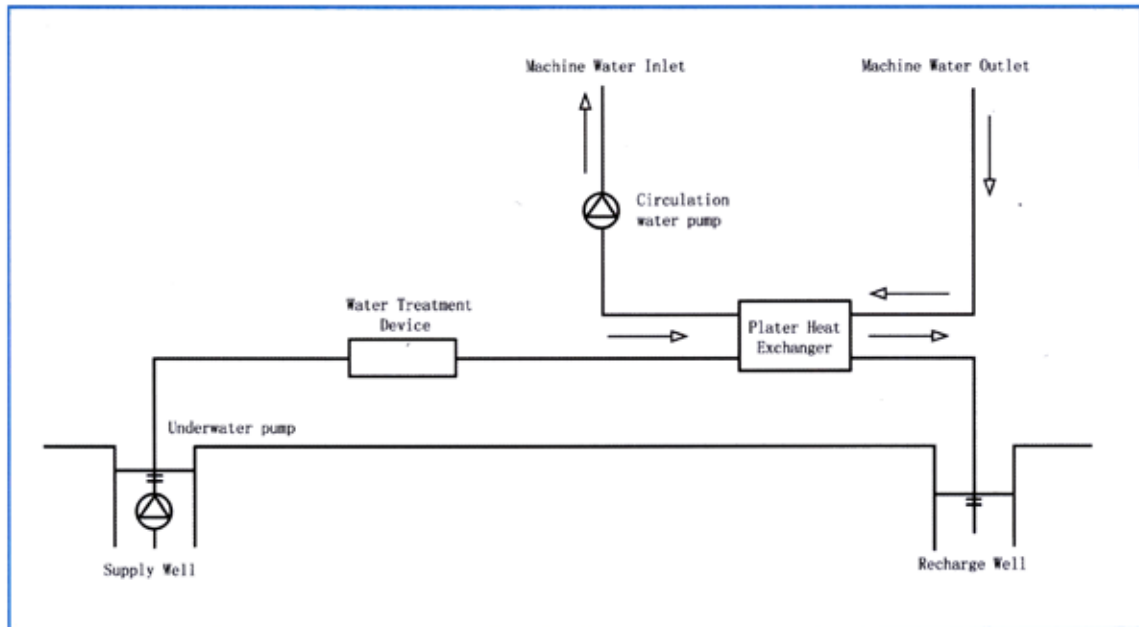 Machine Water Inlet
Machine Water Outlet
Circulation
water pump
Water Treatment
Device
Plater Heat
Exchanger
Underwater pump
Supply Well
Recharge Well